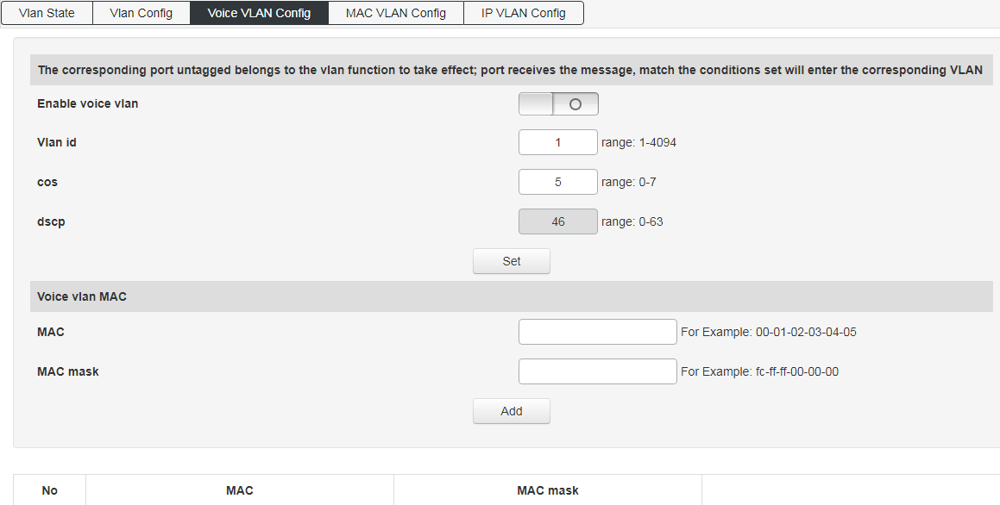 Vlan State Vlan Config Voice VLAN Config MAC VLAN Config IP VLAN Config
The corresponding port untagged belongs to the vlan function to take effect; port receives the message, match the conditions set will enter the corresponding VLAN
Enable voice vlan
Vlan id 1 range: 1-4094
cos 5 range: 0-7
dscp 46 range: 0-63
Set
Voice vlan MAC
MAC For Example: 00-01-02-03-04-05
MAC mask For Example: fc-ff-ff-00-00-00
Add
No MAC MAC mask